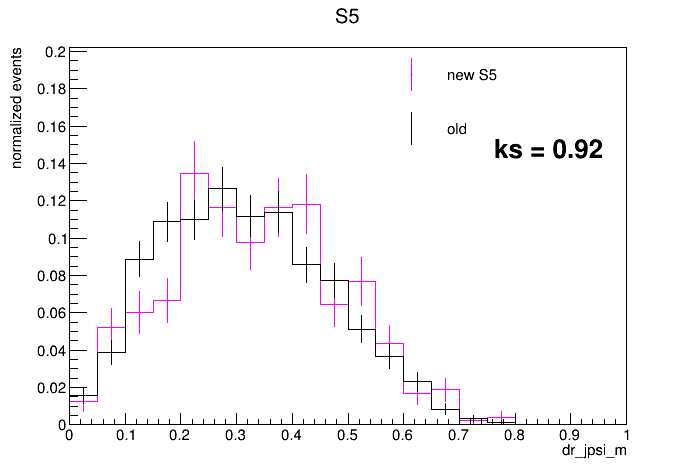 S5
normalized events
0.2
0.18
0.16
0.14
0.12
0.1
0.08
0.06
0.04
0.02
0
new S5
old
ks = 0.92
0 0.1 0.2 0.3 0.4 0.5 0.6 0.7 0.8 0.9 1
dr_jpsi_m